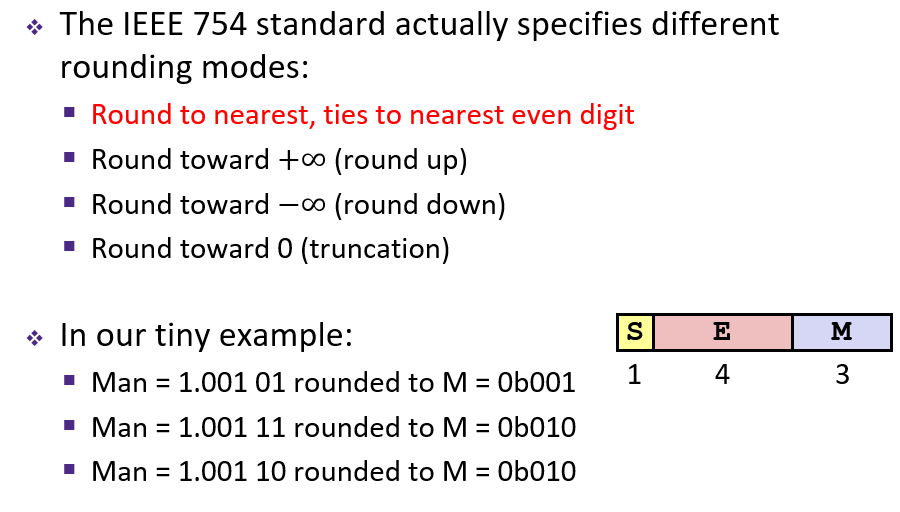 ❖ The IEEE 754 standard actually specifies different
rounding modes:
▪ Round to nearest, ties to nearest even digit
▪ Round toward +∞ (round up)
▪ Round toward −∞ (round down)
▪ Round toward 0 (truncation)
❖ In our tiny example:
S E M
1 4 3
▪ Man = 1.001 01 rounded to M = 0b001
▪ Man = 1.001 11 rounded to M = 0b010
▪ Man = 1.001 10 rounded to M = 0b010